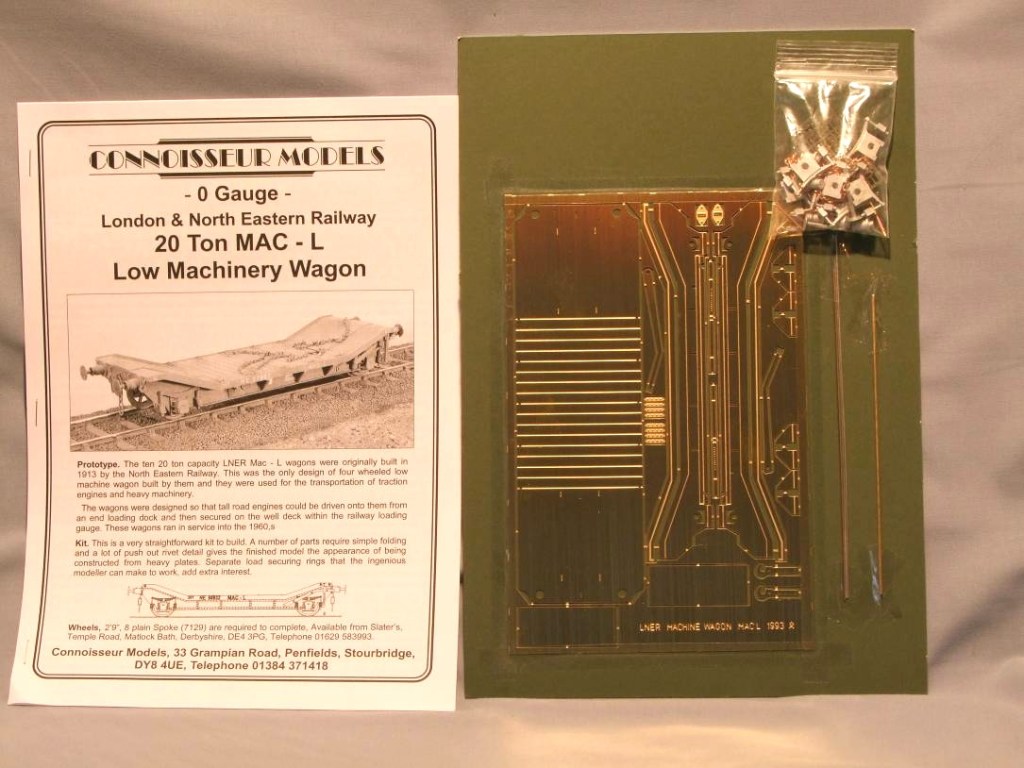 CONNOISSEUR MODELS
- 0 Gauge -
London & North Eastern Railway
20 Ton MAC - L
Low Machinery Wagon
Prototype. The ten 20 ton capacity LNER Mac - L wagons were originally built in
1913 by the North Eastern Railway. This was the only design of four wheeled low
machine wagon built by them and they were used for the transportation of traction
engines and heavy machinery.
The wagons were designed so that tall road engines could be driven onto them from
an end loading dock and then secured on the well deck within the railway loading
gauge. These wagons ran in service into the 1960,s
Kit. This is a very straightforward kit to build. A number of parts require simple folding
and a lot of push out rivet detail gives the finished model the appearance of being
constructed from heavy plates. Separate load securing rings that the ingenious
modeller can make to work, add extra interest.
NE MAC-L
Wheels, 2'9", 8 plain Spoke (7129) are required to complete, Available from Slater's,
Temple Road, Matlock Bath, Derbyshire, DE4 3PG, Telephone 01629 583993.
Connoisseur Models, 33 Grampian Road, Penfields, Stourbridge,
DY8 4UE, Telephone 01384 371418
LNER MACHINE WAGON MAC L 1993 R